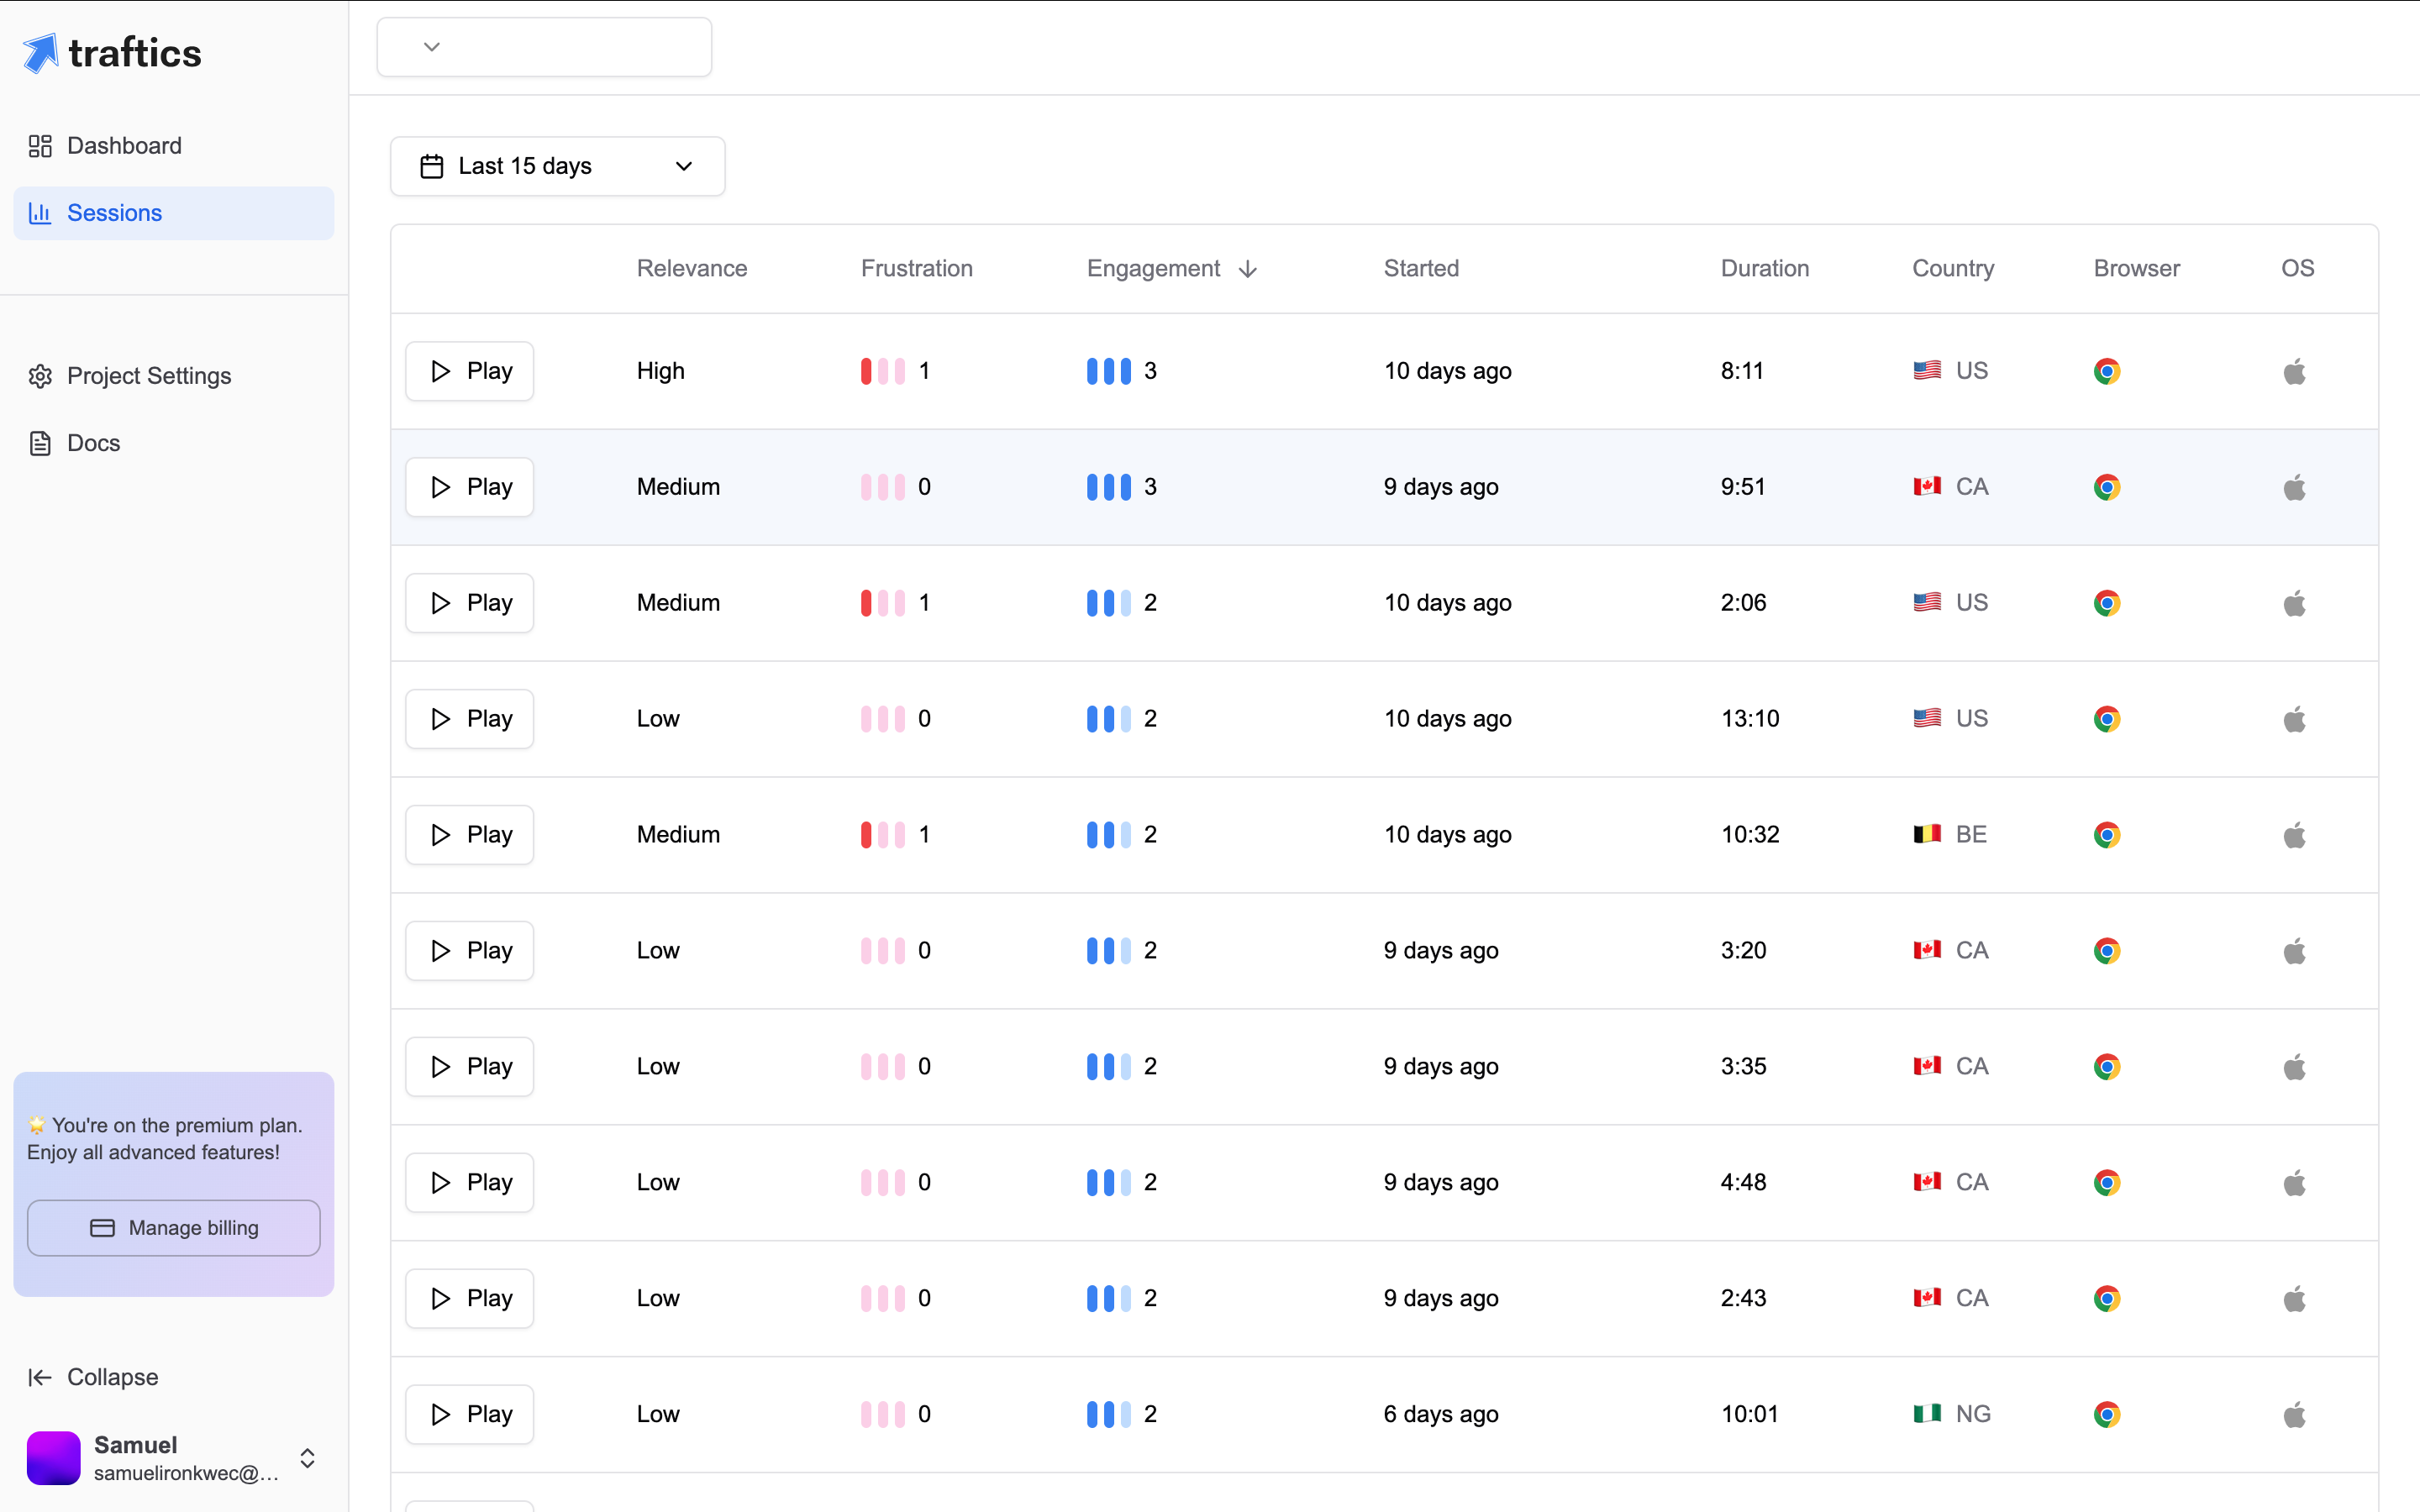 traftics
Dashboard
Sessions
Project Settings
Docs
🌟 You're on the premium plan.
Enjoy all advanced features!
Manage billing
Collapse
Samuel
samuelironkwec@...
Last 15 days
Relevance Frustration Engagement Started Duration Country Browser OS
Play High 1 3 10 days ago 8:11 US
Play Medium 0 3 9 days ago 9:51 CA
Play Medium 1 2 10 days ago 2:06 US
Play Low 0 2 10 days ago 13:10 US
Play Medium 1 2 10 days ago 10:32 BE
Play Low 0 2 9 days ago 3:20 CA
Play Low 0 2 9 days ago 3:35 CA
Play Low 0 2 9 days ago 4:48 CA
Play Low 0 2 9 days ago 2:43 CA
Play Low 0 2 6 days ago 10:01 NG